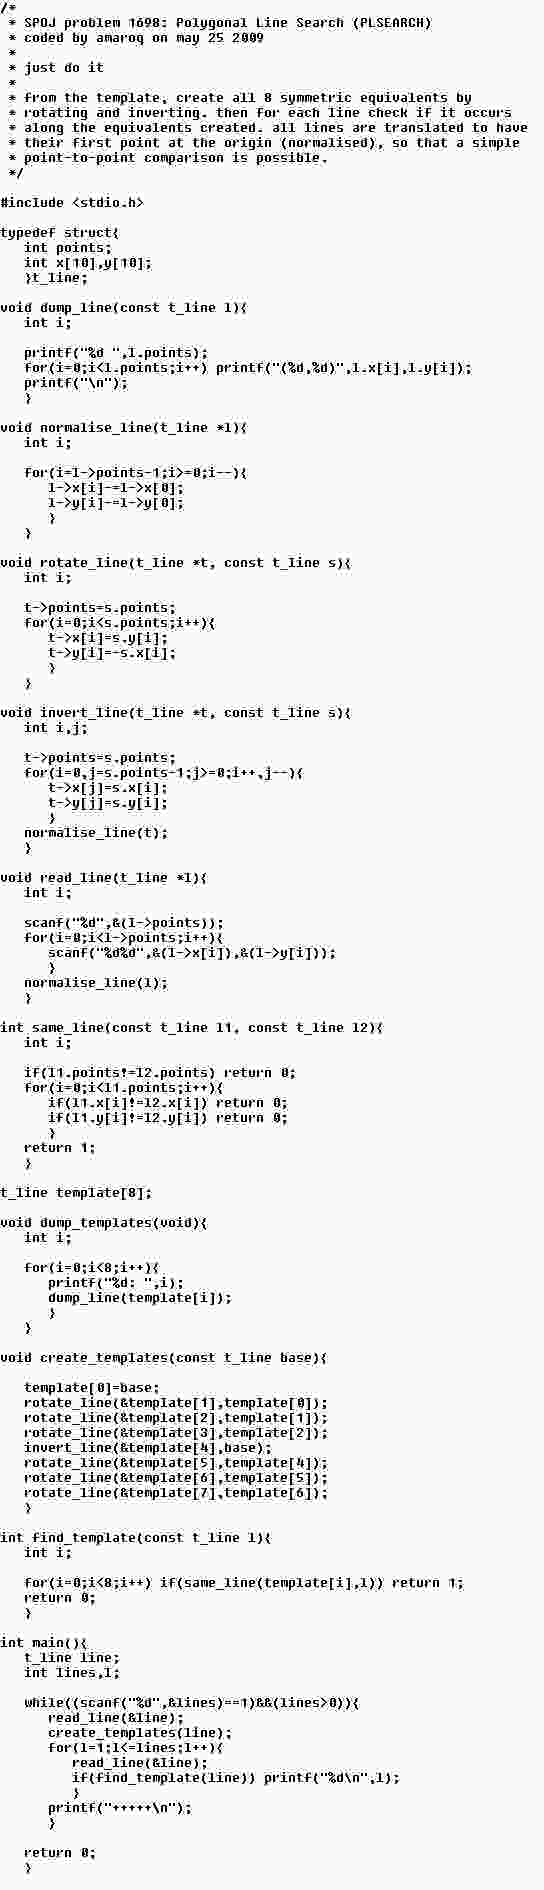 /*
 * SPOJ problem 1698: Polygonal Line Search (PLSEARCH)
 * coded by amaroq on may 25 2009
 *
 * just do it
 *
 * from the template, create all 8 symmetric equivalents by
 * rotating and inverting. then for each line check if it occurs
 * along the equivalents created. all lines are translated to have
 * their first point at the origin (normalised), so that a simple
 * point-to-point comparison is possible.
 */

#include <stdio.h>

typedef struct{
   int points;
   int x[10],y[10];
   }t_line;

void dump_line(const t_line l){
   int i;

   printf("%d ",l.points);
   for(i=0;i<l.points;i++) printf("(%d,%d)",l.x[i],l.y[i]);
   printf("\n");
   }

void normalise_line(t_line *l){
   int i;

   for(i=l->points-1;i>=0;i--){
      l->x[i]-=l->x[0];
      l->y[i]-=l->y[0];
      }
   }

void rotate_line(t_line *t, const t_line s){
   int i;

   t->points=s.points;
   for(i=0;i<s.points;i++){
      t->x[i]=s.y[i];
      t->y[i]=-s.x[i];
      }
   }

void invert_line(t_line *t, const t_line s){
   int i,j;

   t->points=s.points;
   for(i=0,j=s.points-1;j>=0;i++,j--){
      t->x[j]=s.x[i];
      t->y[j]=s.y[i];
      }
   normalise_line(t);
   }

void read_line(t_line *l){
   int i;

   scanf("%d",&(l->points));
   for(i=0;i<l->points;i++){
      scanf("%d%d",&(l->x[i]),&(l->y[i]));
      }
   normalise_line(l);
   }

int same_line(const t_line l1, const t_line l2){
   int i;

   if(l1.points!=l2.points) return 0;
   for(i=0;i<l1.points;i++){
      if(l1.x[i]!=l2.x[i]) return 0;
      if(l1.y[i]!=l2.y[i]) return 0;
      }
   return 1;
   }

t_line template[8];

void dump_templates(void){
   int i;

   for(i=0;i<8;i++){
      printf("%d: ",i);
      dump_line(template[i]);
      }
   }

void create_templates(const t_line base){

   template[0]=base;
   rotate_line(&template[1],template[0]);
   rotate_line(&template[2],template[1]);
   rotate_line(&template[3],template[2]);
   invert_line(&template[4],base);
   rotate_line(&template[5],template[4]);
   rotate_line(&template[6],template[5]);
   rotate_line(&template[7],template[6]);
   }

int find_template(const t_line l){
   int i;

   for(i=0;i<8;i++) if(same_line(template[i],l)) return 1;
   return 0;
   }

int main(){
   t_line line;
   int lines,l;

   while((scanf("%d",&lines)==1)&&(lines>0)){
      read_line(&line);
      create_templates(line);
      for(l=1;l<=lines;l++){
         read_line(&line);
         if(find_template(line)) printf("%d\n",l);
         }
      printf("+++++\n");
      }

   return 0;
   }